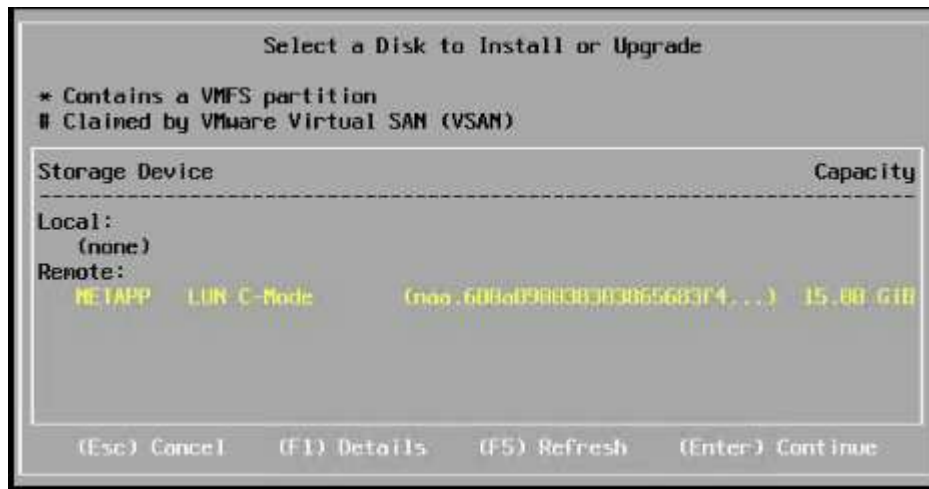 Select a Disk to Install or Upgrade
* Contains a VMFS partition
# Claimed by VMware Virtual SAN (VSAN)
Storage Device Capacity
Local:
(none)
Remote:
NETAPP LUN C-Mode 15.00 GiB
(Esc) Cancel (F1) Details (F5) Refresh (Enter) Continue